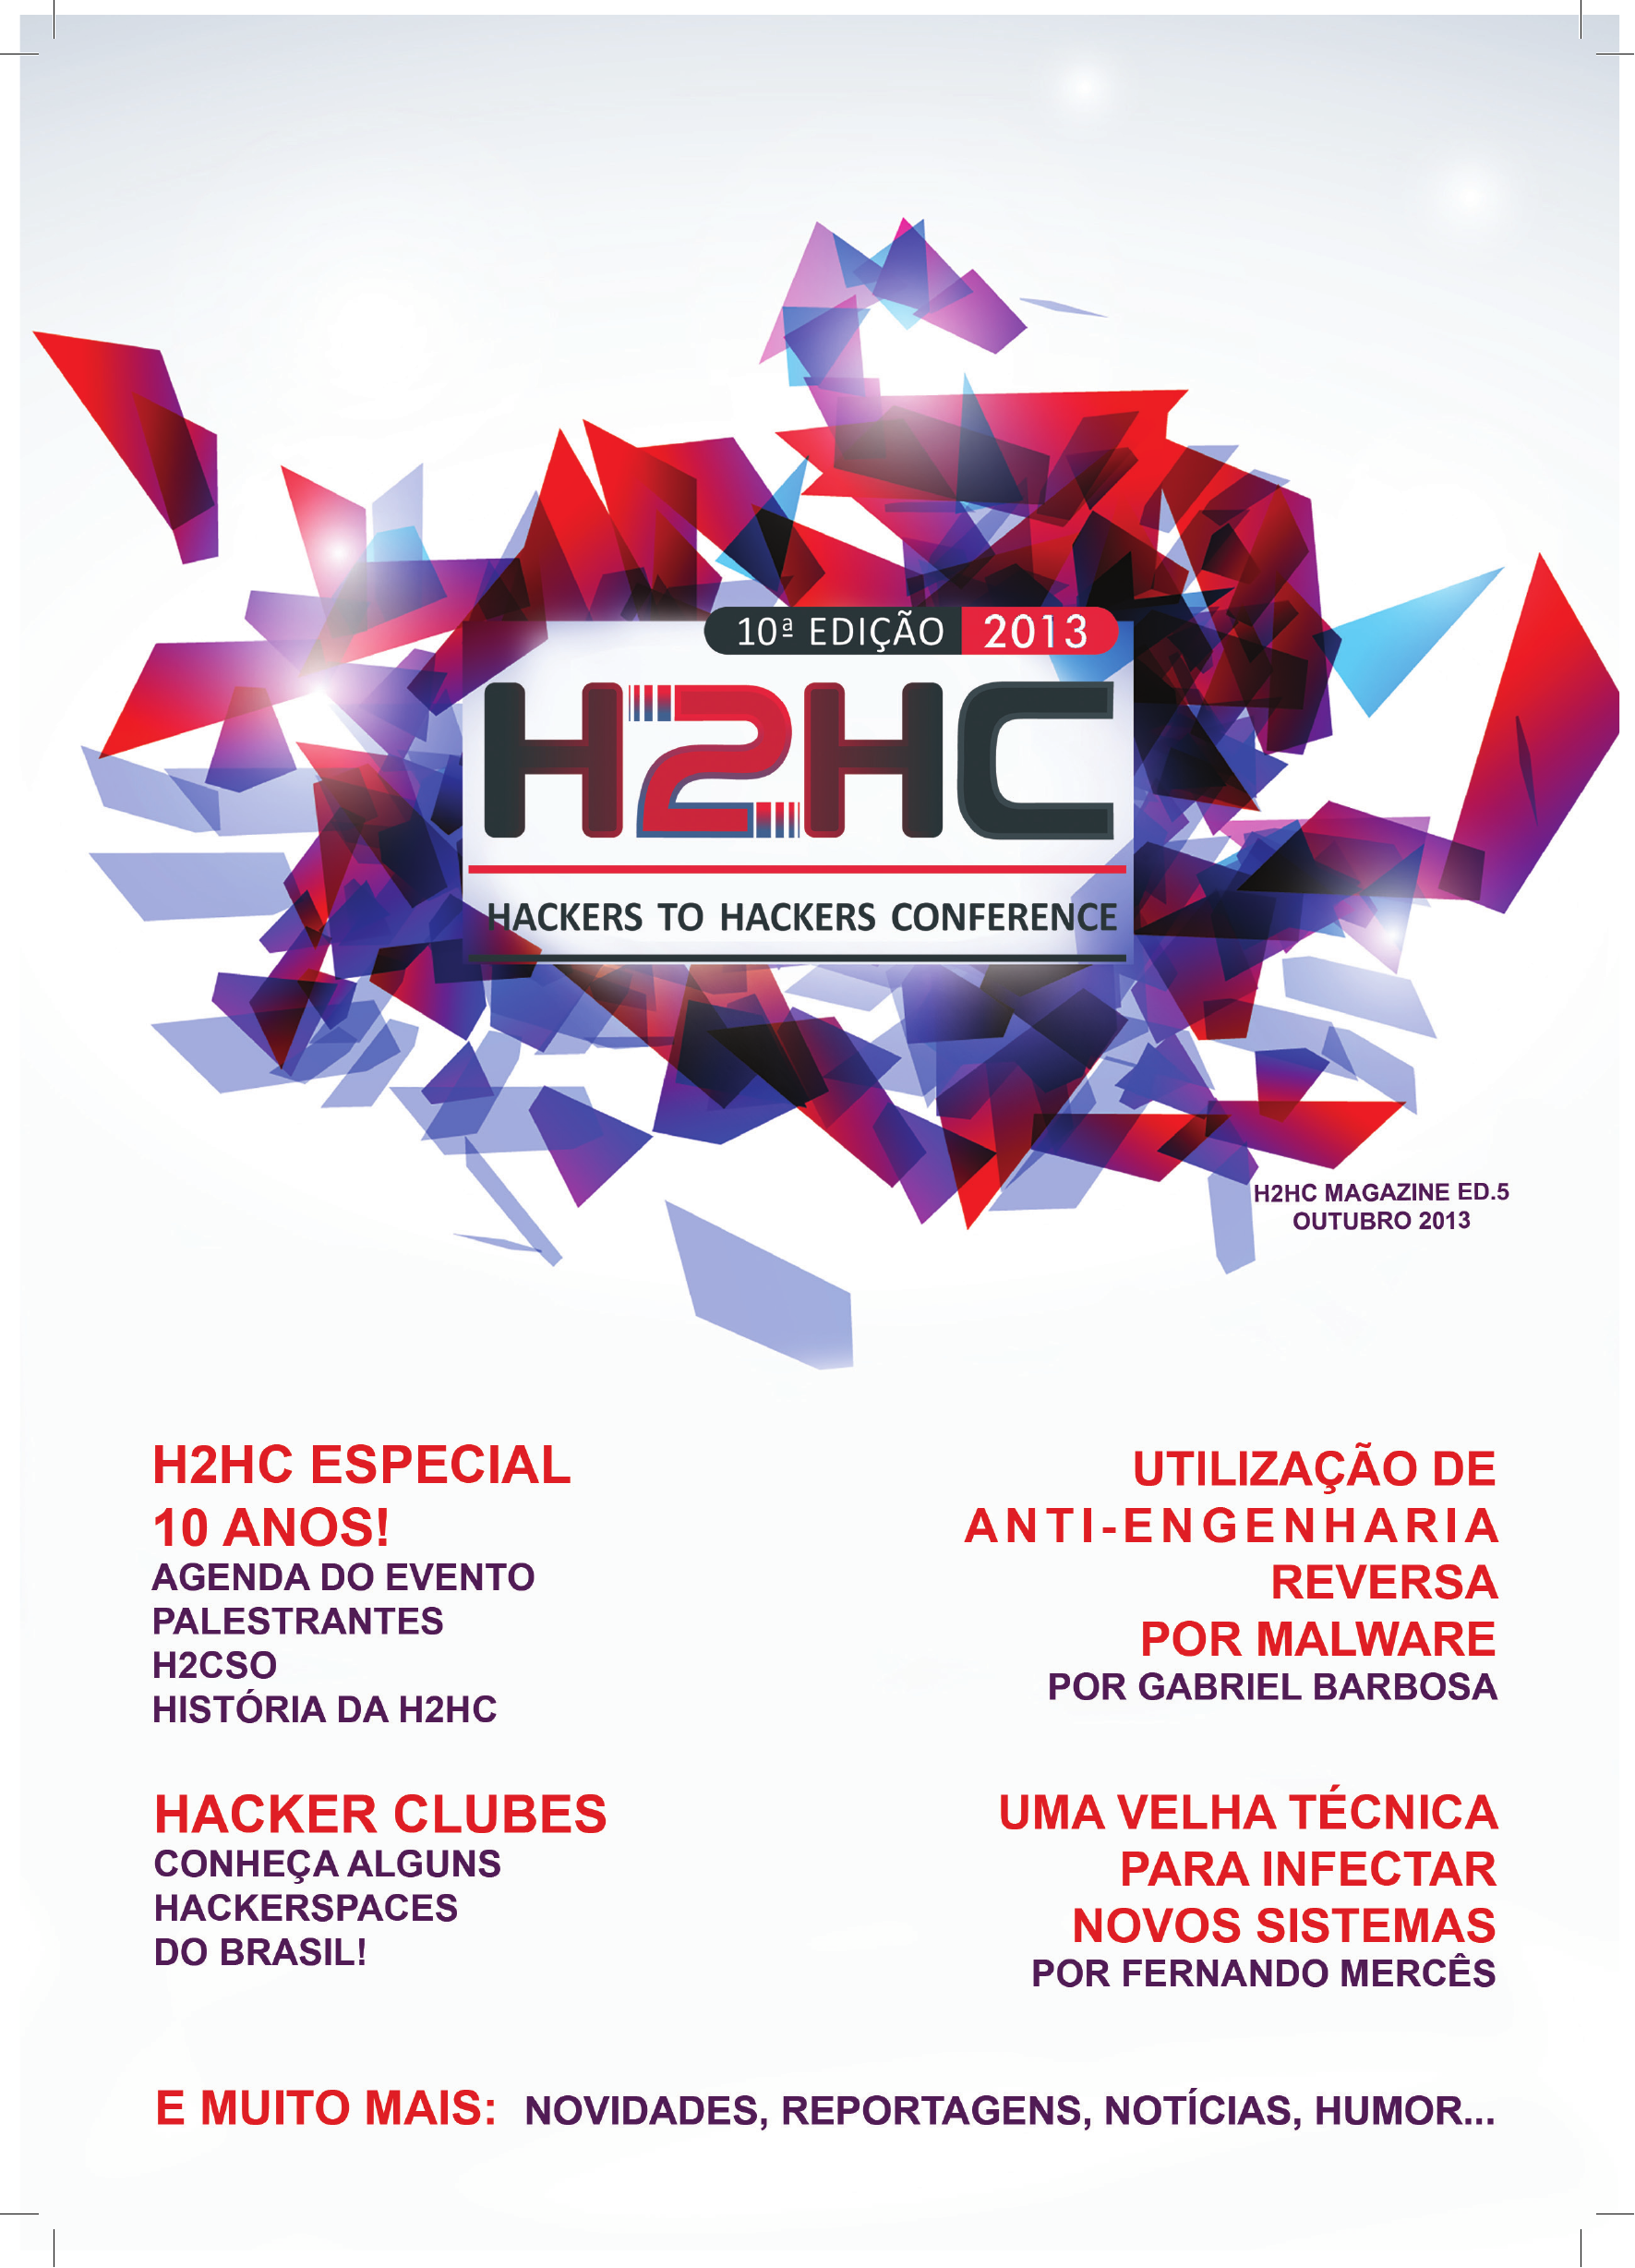 10ª EDIÇÃO 2013
H2HC
HACKERS TO HACKERS CONFERENCE
H2HC MAGAZINE ED.5
OUTUBRO 2013
H2HC ESPECIAL
10 ANOS!
AGENDA DO EVENTO
PALESTRANTES
H2CSO
HISTÓRIA DA H2HC
HACKER CLUBES
CONHEÇA ALGUNS
HACKERSPACES
DO BRASIL!
UTILIZAÇÃO DE
ANTI-ENGENHARIA
REVERSA
POR MALWARE
POR GABRIEL BARBOSA
UMA VELHA TÉCNICA
PARA INFECTAR
NOVOS SISTEMAS
POR FERNANDO MERCÊS
E MUITO MAIS: NOVIDADES, REPORTAGENS, NOTÍCIAS, HUMOR...